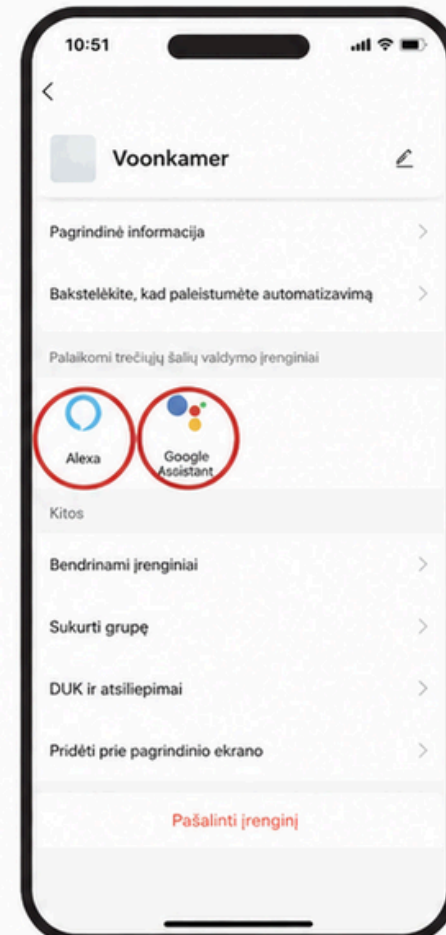 10:51
Voonkamer
Pagrindinė informacija
Bakstelėkite, kad paleistumėte automatizavimą
Palaikomi trečiųjų šalių valdymo įrenginiai
Alexa
Google
Assistant
Kitos
Bendrinami įrenginiai
Sukurti grupę
DUK ir atsiliepimai
Pridėti prie pagrindinio ekrano
Pašalinti įrenginį